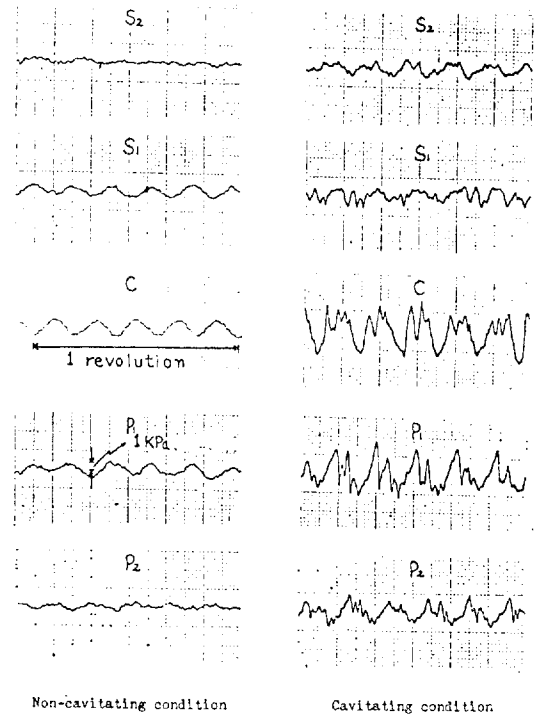 S2
S2
S1
S1
C
C
1 revolution
P1
1 KPa
P1
P2
P2
Non-cavitating condition
Cavitating condition